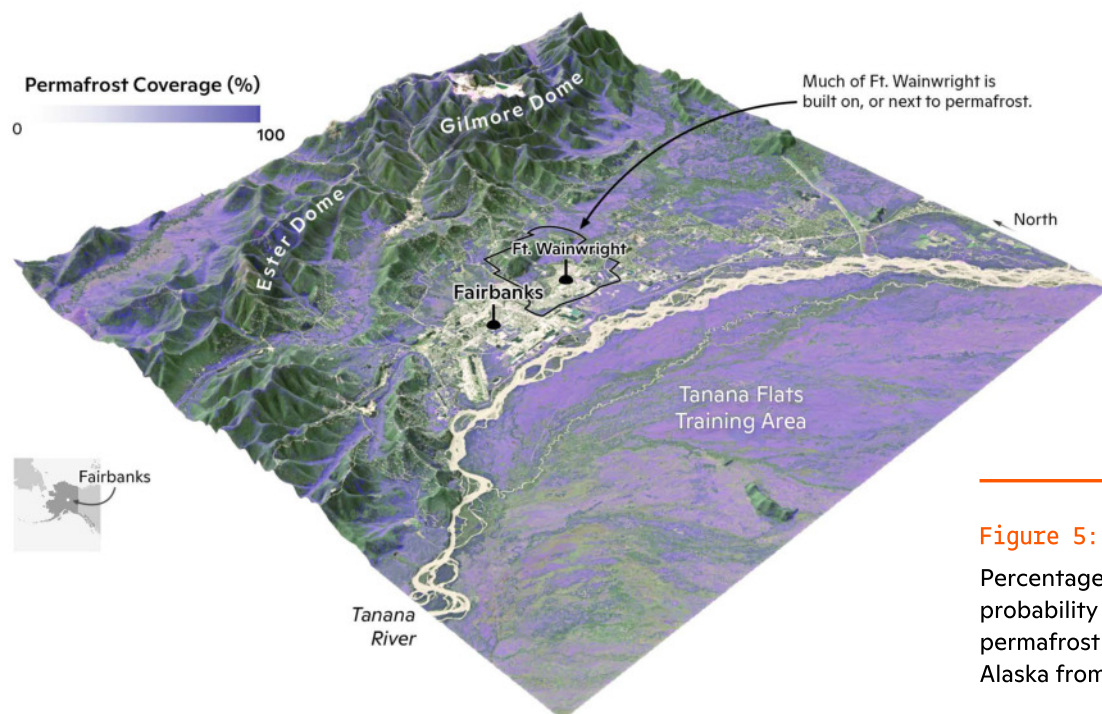 Permafrost Coverage (%)
0
100
Gilmore Dome
Much of Ft. Wainwright is
built on, or next to permafrost.
Ester Dome
North
Ft. Wainwright
Fairbanks
Tanana Flats
Training Area
Fairbanks
Tanana
River
Figure 5:
Percentage
probability
permafrost
Alaska from